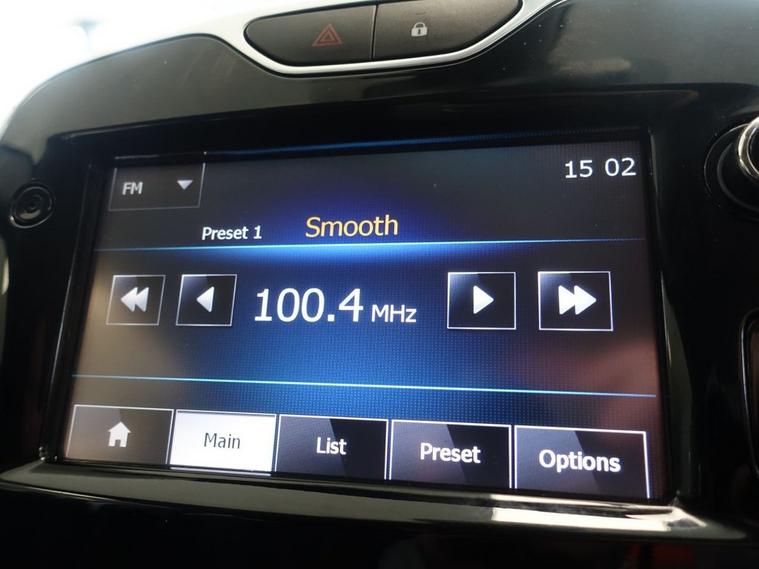 FM
15 02
Preset 1 Smooth
100.4 MHz
Main List Preset Options